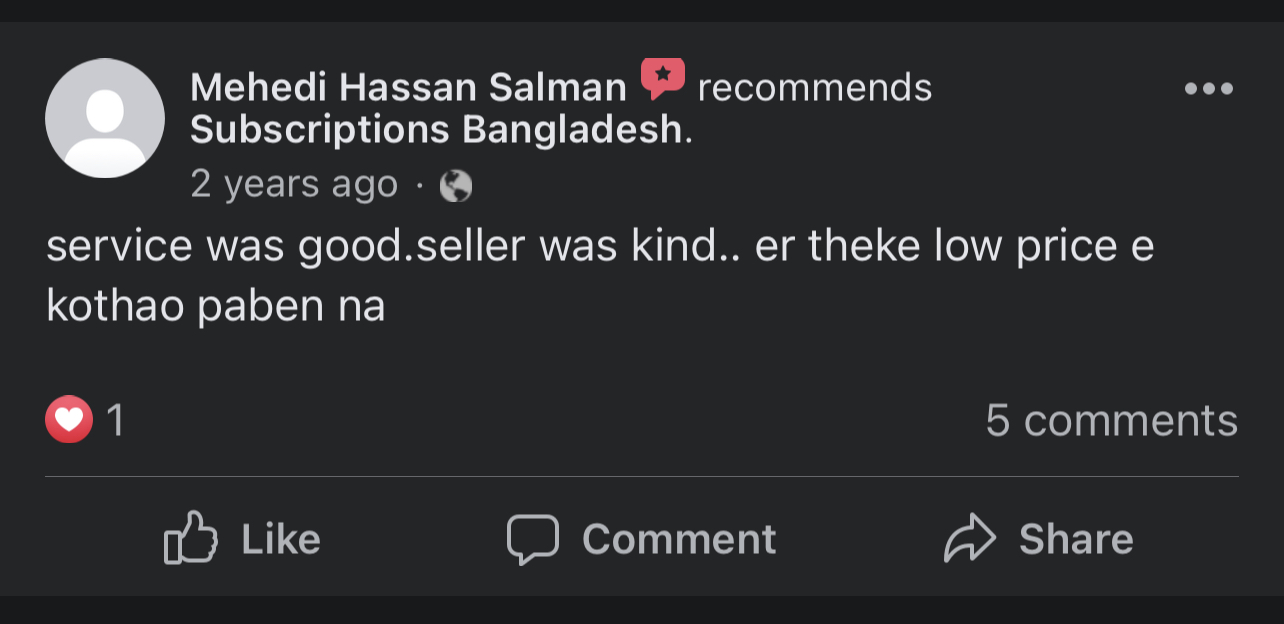 Mehedi Hassan Salman recommends
Subscriptions Bangladesh.
2 years ago ·
service was good.seller was kind.. er theke low price e
kothao paben na
1
5 comments
Like
Comment
Share